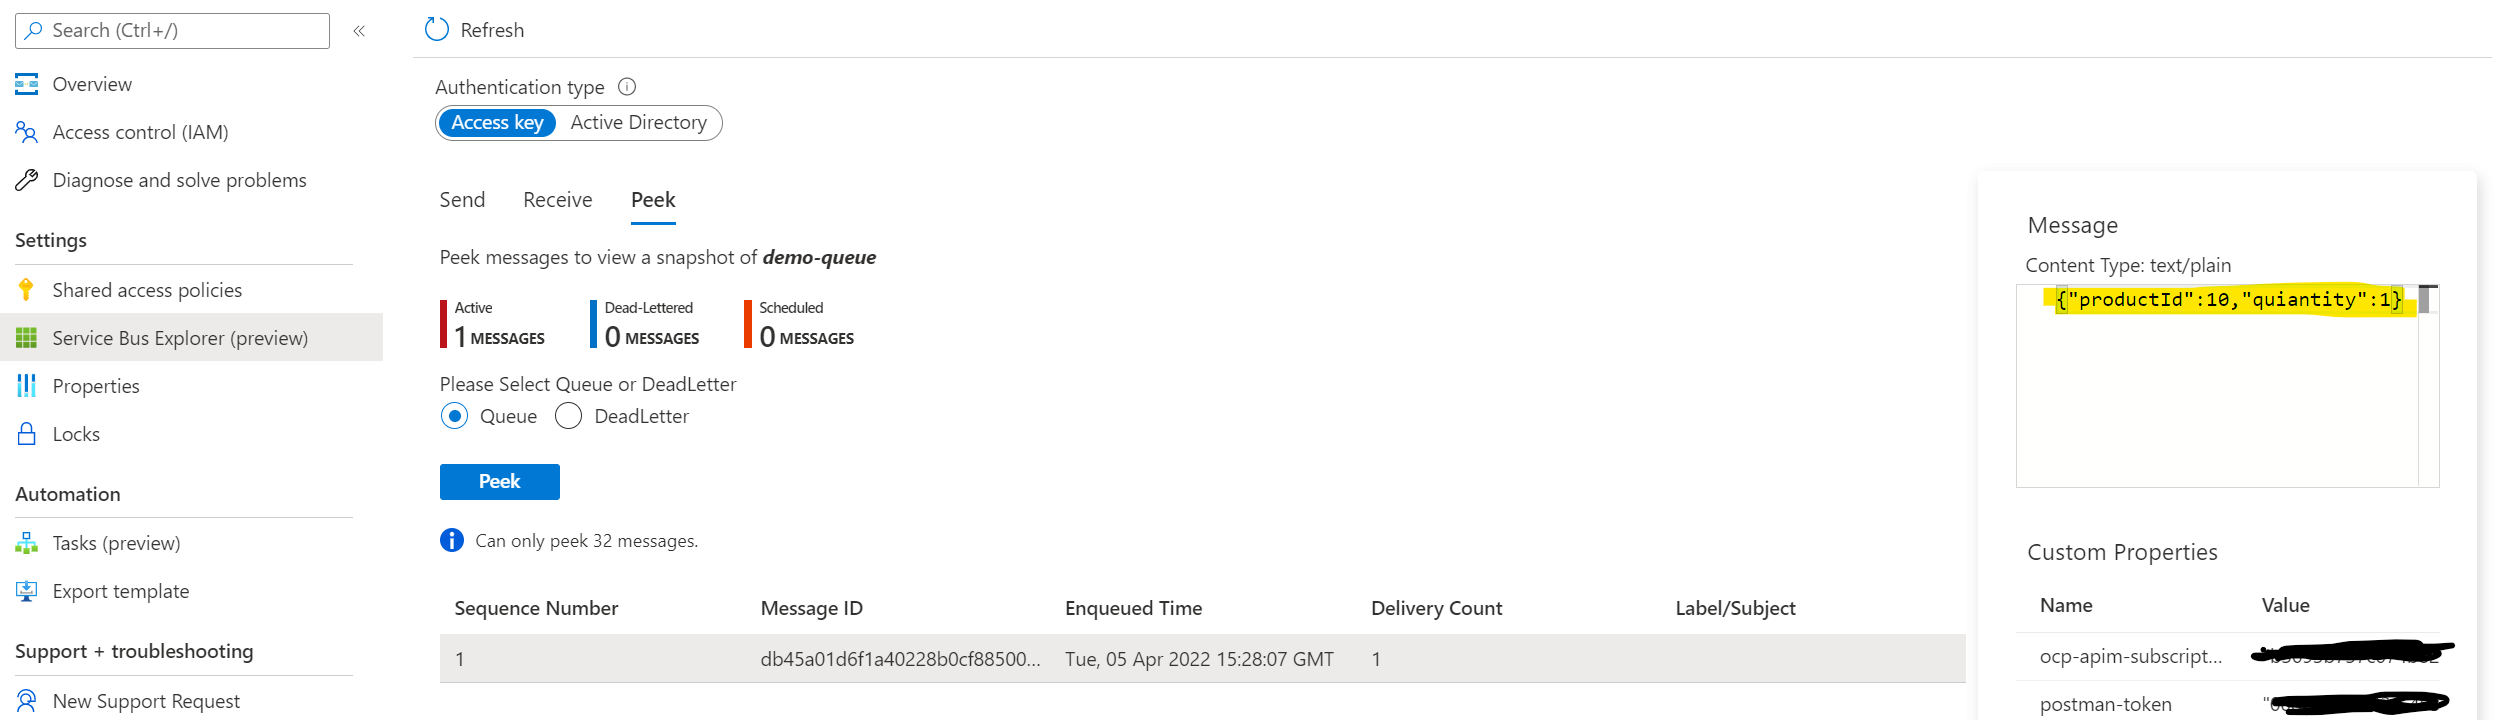 Search (Ctrl+/)
«
Overview
Access control (IAM)
Diagnose and solve problems
Settings
Shared access policies
Service Bus Explorer (preview)
Properties
Locks
Automation
Tasks (preview)
Export template
Support + troubleshooting
New Support Request
Refresh
Authentication type
Access key Active Directory
Send Receive Peek
Peek messages to view a snapshot of demo-queue
Active Dead-Lettered Scheduled
1 MESSAGES 0 MESSAGES 0 MESSAGES
Please Select Queue or DeadLetter
Queue DeadLetter
Peek
Can only peek 32 messages.
Sequence Number Message ID Enqueued Time Delivery Count Label/Subject
1 db45a01d6f1a40228b0cf88500... Tue, 05 Apr 2022 15:28:07 GMT 1
Message
Content Type: text/plain
{"productId":10,"quiantity":1}
Custom Properties
Name Value
ocp-apim-subscript...
postman-token